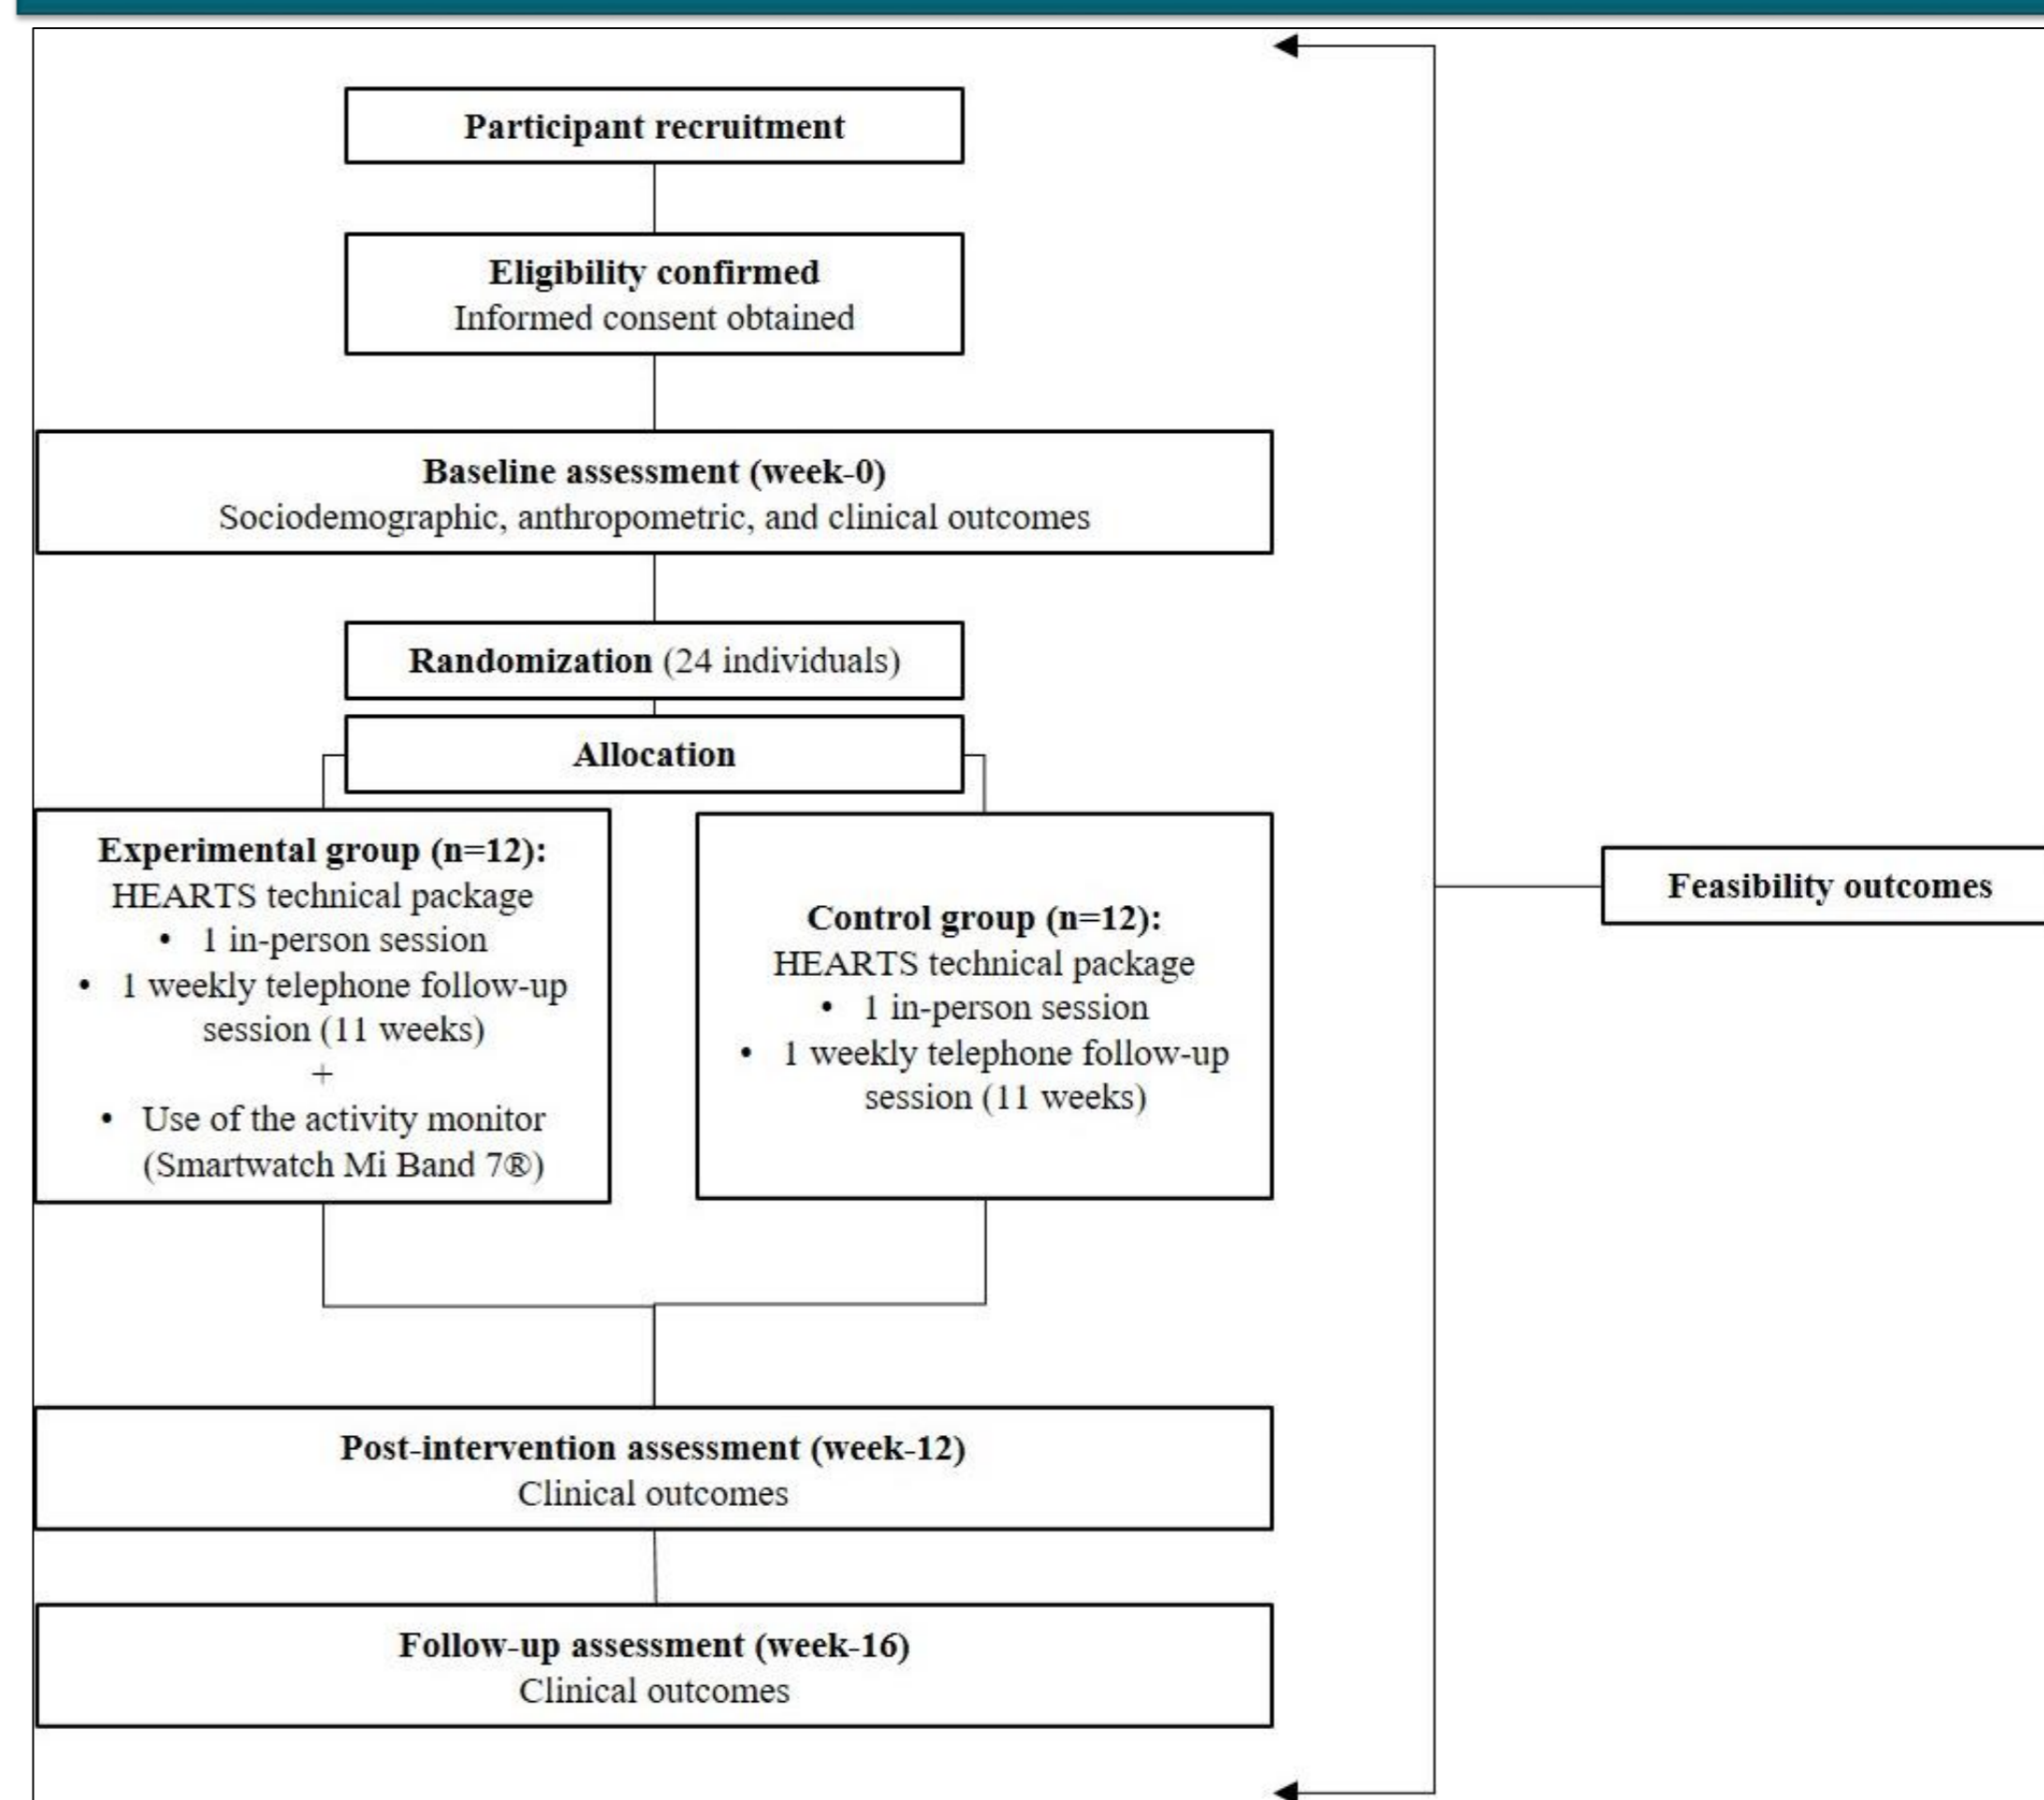 Participant recruitment
Eligibility confirmed
Informed consent obtained
Baseline assessment (week-0)
Sociodemographic, anthropometric, and clinical outcomes
Randomization (24 individuals)
Allocation
Experimental group (n=12):
HEARTS technical package
• 1 in-person session
• 1 weekly telephone follow-up
session (11 weeks)
+
• Use of the activity monitor
(Smartwatch Mi Band 7®)
Control group (n=12):
HEARTS technical package
• 1 in-person session
• 1 weekly telephone follow-up
session (11 weeks)
Feasibility outcomes
Post-intervention assessment (week-12)
Clinical outcomes
Follow-up assessment (week-16)
Clinical outcomes